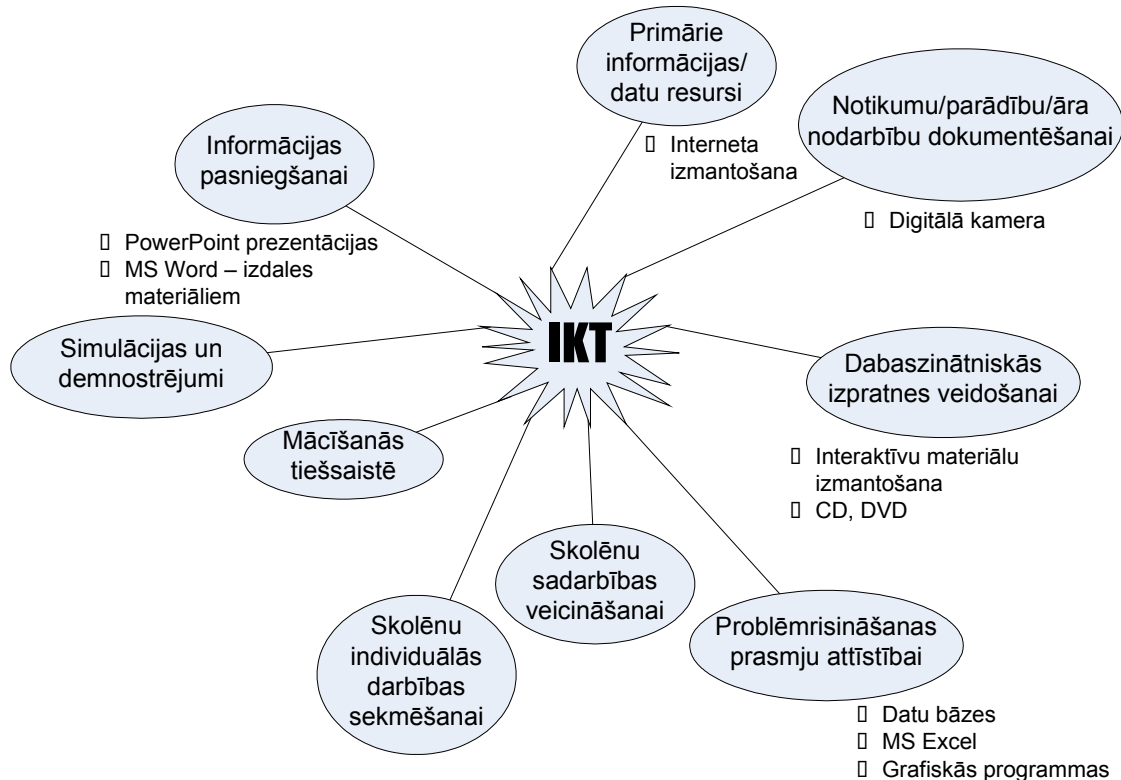 Primārie
informācijas/
datu resursi
Interneta
izmantošana
Notikumu/parādību/āra
nodarbību dokumentēšanai
Digitālā kamera
Informācijas
pasniegšanai
PowerPoint prezentācijas
MS Word – izdales
materiāliem
IKT
Simulācijas un
demnostrējumi
Dabaszinātniskās
izpratnes veidošanai
Interaktīvu materiālu
izmantošana
CD, DVD
Mācīšanās
tiešsaistē
Skolēnu
sadarbības
veicināšanai
Skolēnu
individuālās
darbības
sekmēšanai
Problēmrisināšanas
prasmju attīstībai
Datu bāzes
MS Excel
Grafiskās programmas